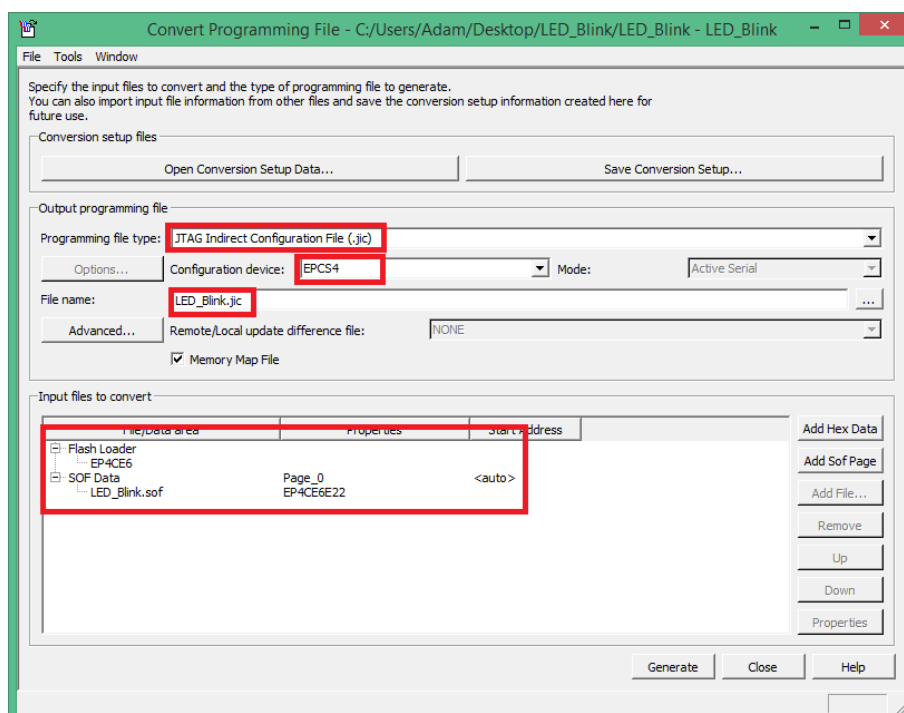 Convert Programming File - C:/Users/Adam/Desktop/LED_Blink/LED_Blink - LED_Blink
File Tools Window
Specify the input files to convert and the type of programming file to generate.
You can also import input file information from other files and save the conversion setup information created here for
future use.
Conversion setup files
Open Conversion Setup Data... Save Conversion Setup...
Output programming file
Programming file type: JTAG Indirect Configuration File (.jic)
Options... Configuration device: EPCS4 Mode: Active Serial
File name: LED_Blink.jic ...
Advanced... Remote/Local update difference file: NONE
Memory Map File
Input files to convert
File/Data area Properties Start Address Add Hex Data
Flash Loader
EP4CE6 Add Sof Page
SOF Data Page_0 <auto>
LED_Blink.sof EP4CE6E22 Add File...
Remove
Up
Down
Properties
Generate Close Help